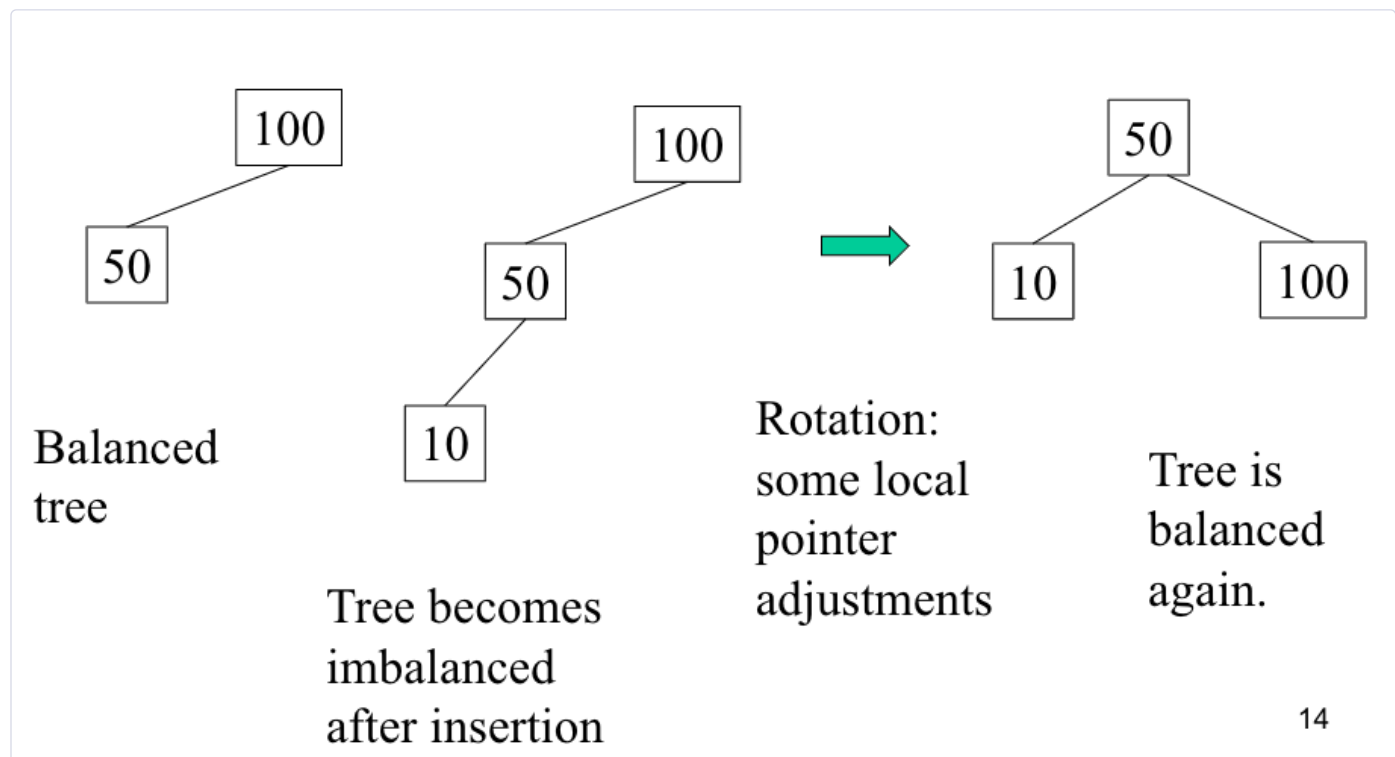 100
50
100
50
10
50
10
100
Balanced
tree
Tree becomes
imbalanced
after insertion
Rotation:
some local
pointer
adjustments
Tree is
balanced
again.
14